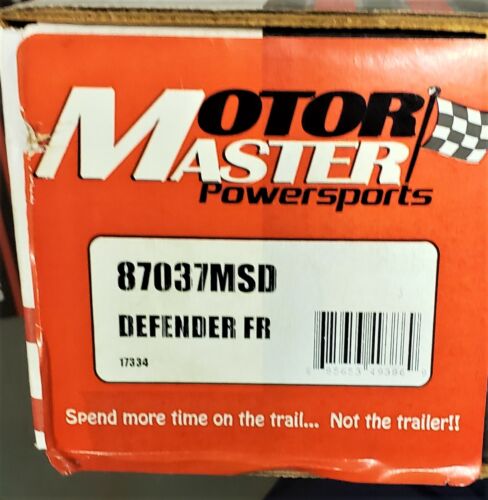 MOTOR
MASTER
Powersports
87037MSD
DEFENDER FR
17334
Spend more time on the trail... Not the trailer!!